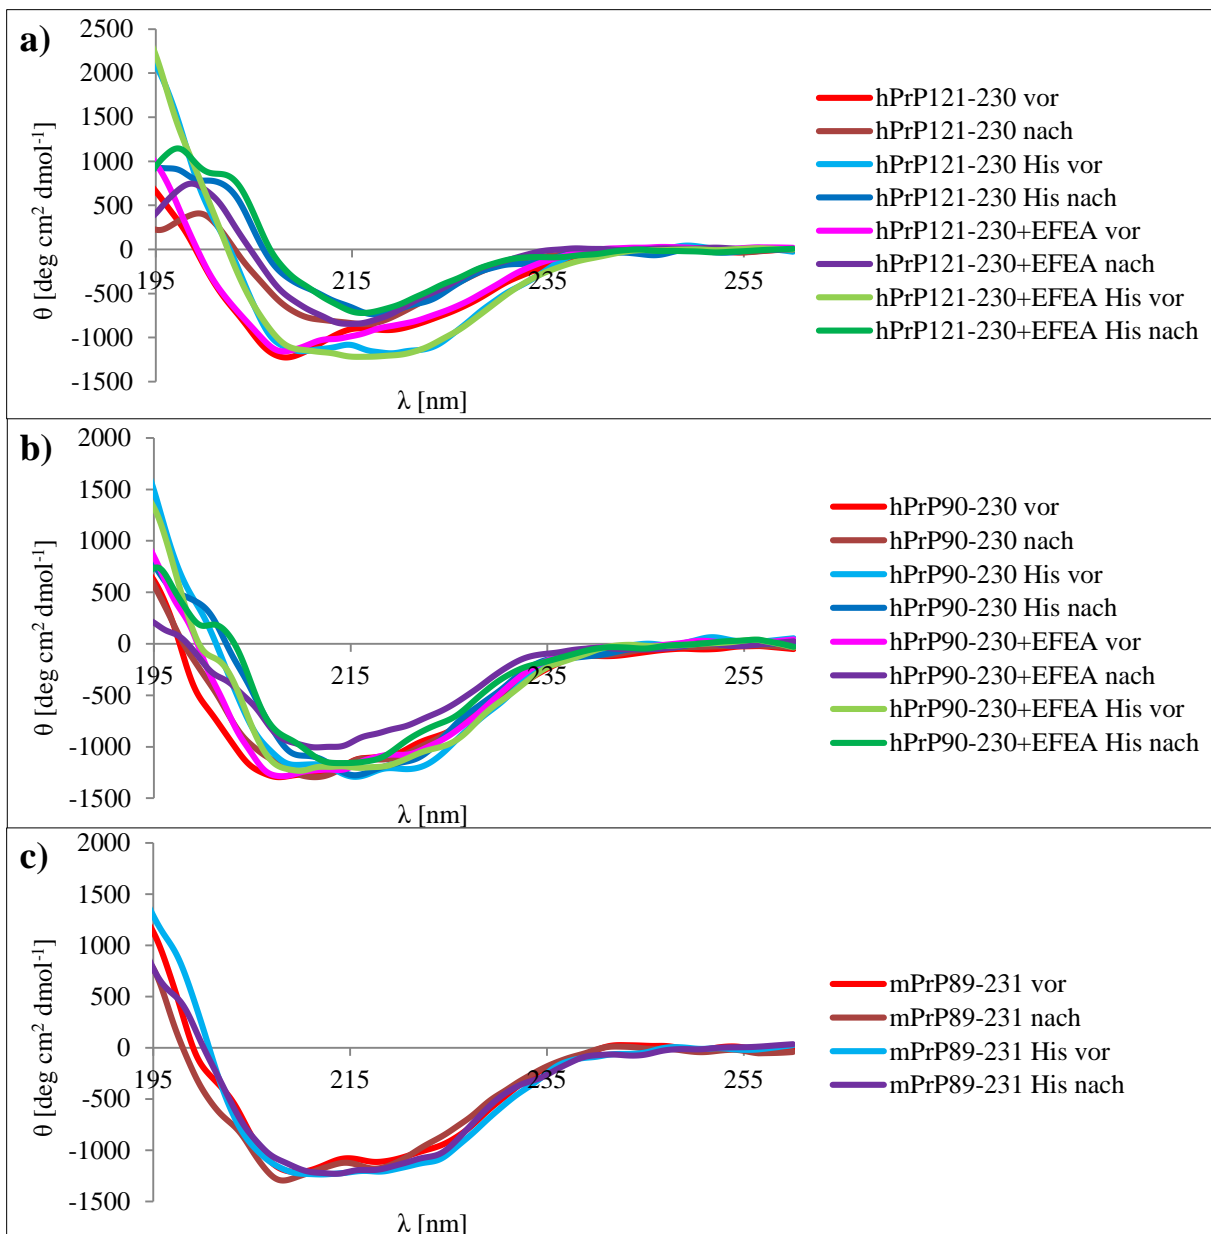 a)
2500
2000
1500
1000
500
0
-500
-1000
-1500
195
215
235
255
θ [deg cm² dmol⁻¹]
λ [nm]
hPrP121-230 vor
hPrP121-230 nach
hPrP121-230 His vor
hPrP121-230 His nach
hPrP121-230+EFEA vor
hPrP121-230+EFEA nach
hPrP121-230+EFEA His vor
hPrP121-230+EFEA His nach
b)
2000
1500
1000
500
0
-500
-1000
-1500
195
215
235
255
θ [deg cm² dmol⁻¹]
λ [nm]
hPrP90-230 vor
hPrP90-230 nach
hPrP90-230 His vor
hPrP90-230 His nach
hPrP90-230+EFEA vor
hPrP90-230+EFEA nach
hPrP90-230+EFEA His vor
hPrP90-230+EFEA His nach
c)
2000
1500
1000
500
0
-500
-1000
-1500
195
215
235
255
θ [deg cm² dmol⁻¹]
λ [nm]
mPrP89-231 vor
mPrP89-231 nach
mPrP89-231 His vor
mPrP89-231 His nach